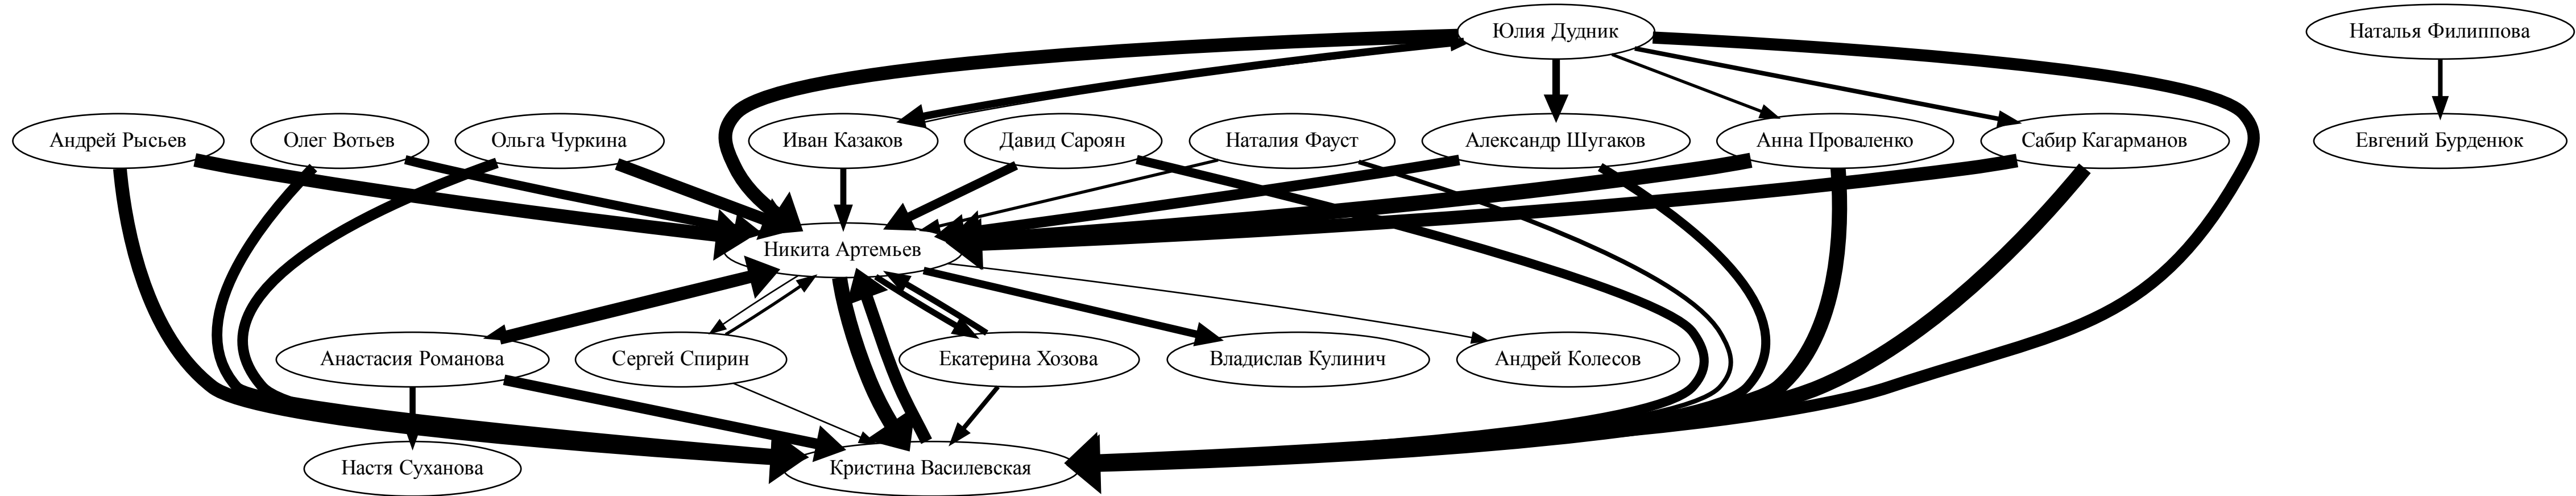 Юлия Дудник
Наталья Филиппова
Андрей Рысьев
Олег Вотьев
Ольга Чуркина
Иван Казаков
Давид Сароян
Наталия Фауст
Александр Шугаков
Анна Проваленко
Сабир Кагарманов
Евгений Бурденюк
Никита Артемьев
Анастасия Романова
Сергей Спирин
Екатерина Хозова
Владислав Кулинич
Андрей Колесов
Настя Суханова
Кристина Василевская